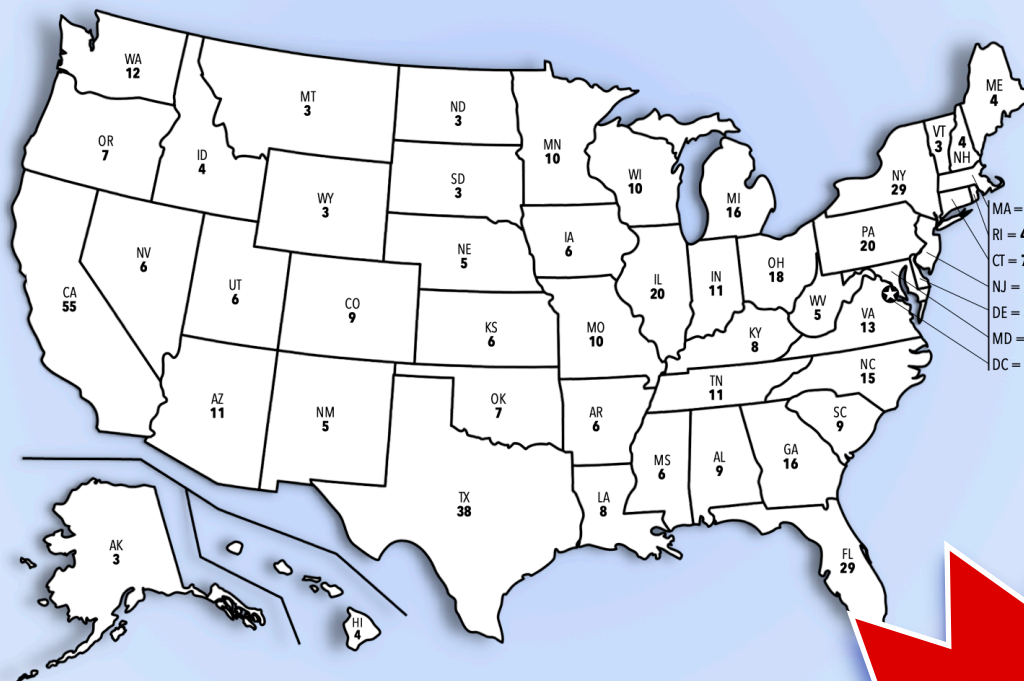 WA
12
OR
7
ID
4
MT
3
ND
3
MN
10
SD
3
WY
3
WI
10
MI
16
NE
5
IA
6
NV
6
UT
6
CO
9
CA
55
KS
6
MO
10
IL
20
IN
11
OH
18
KY
8
WV
5
VA
13
PA
20
NY
29
VT
3
4
NH
ME
4
MA =
RI = 4
CT = 7
NJ =
DE =
MD =
DC =
AZ
11
NM
5
OK
7
AR
6
TN
11
NC
15
SC
9
MS
6
AL
9
GA
16
TX
38
LA
8
FL
29
AK
3
HI
4